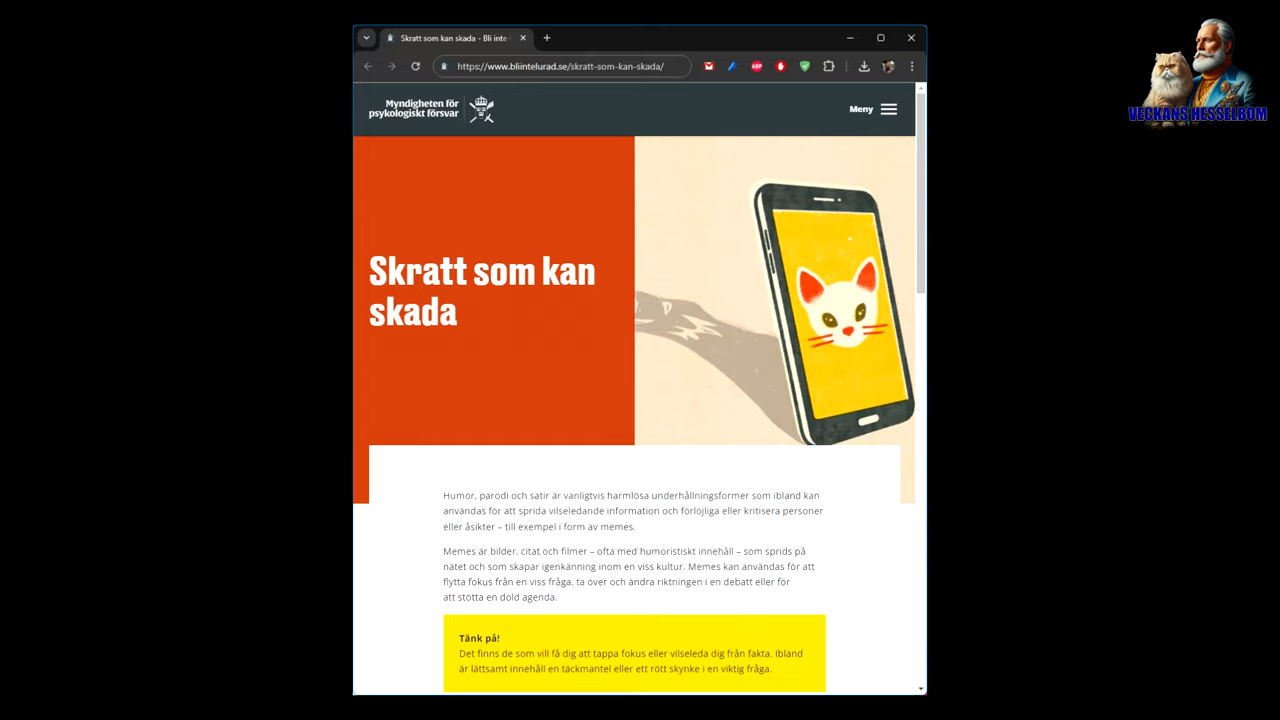 Skratt som kan skada - Bli inte
https://www.bliintelurad.se/skratt-som-kan-skada/
ABP
Myndigheten för
psykologiskt försvar
Meny
VECKANS HESSELBOM
Skratt som kan
skada
Humor, parodi och satir är vanligtvis harmlösa underhållningsformer som ibland kan
användas för att sprida vilseledande information och förlöjliga eller kritisera personer
eller åsikter – till exempel i form av memes.
Memes är bilder, citat och filmer – ofta med humoristiskt innehåll – som sprids på
nätet och som skapar igenkänning inom en viss kultur. Memes kan användas för att
flytta fokus från en viss fråga, ta över och ändra riktningen i en debatt eller för
att stötta en dold agenda.
Tänk på!
Det finns de som vill få dig att tappa fokus eller vilseleda dig från fakta. Ibland
är lättsamt innehåll en täckmantel eller ett rött skynke i en viktig fråga.